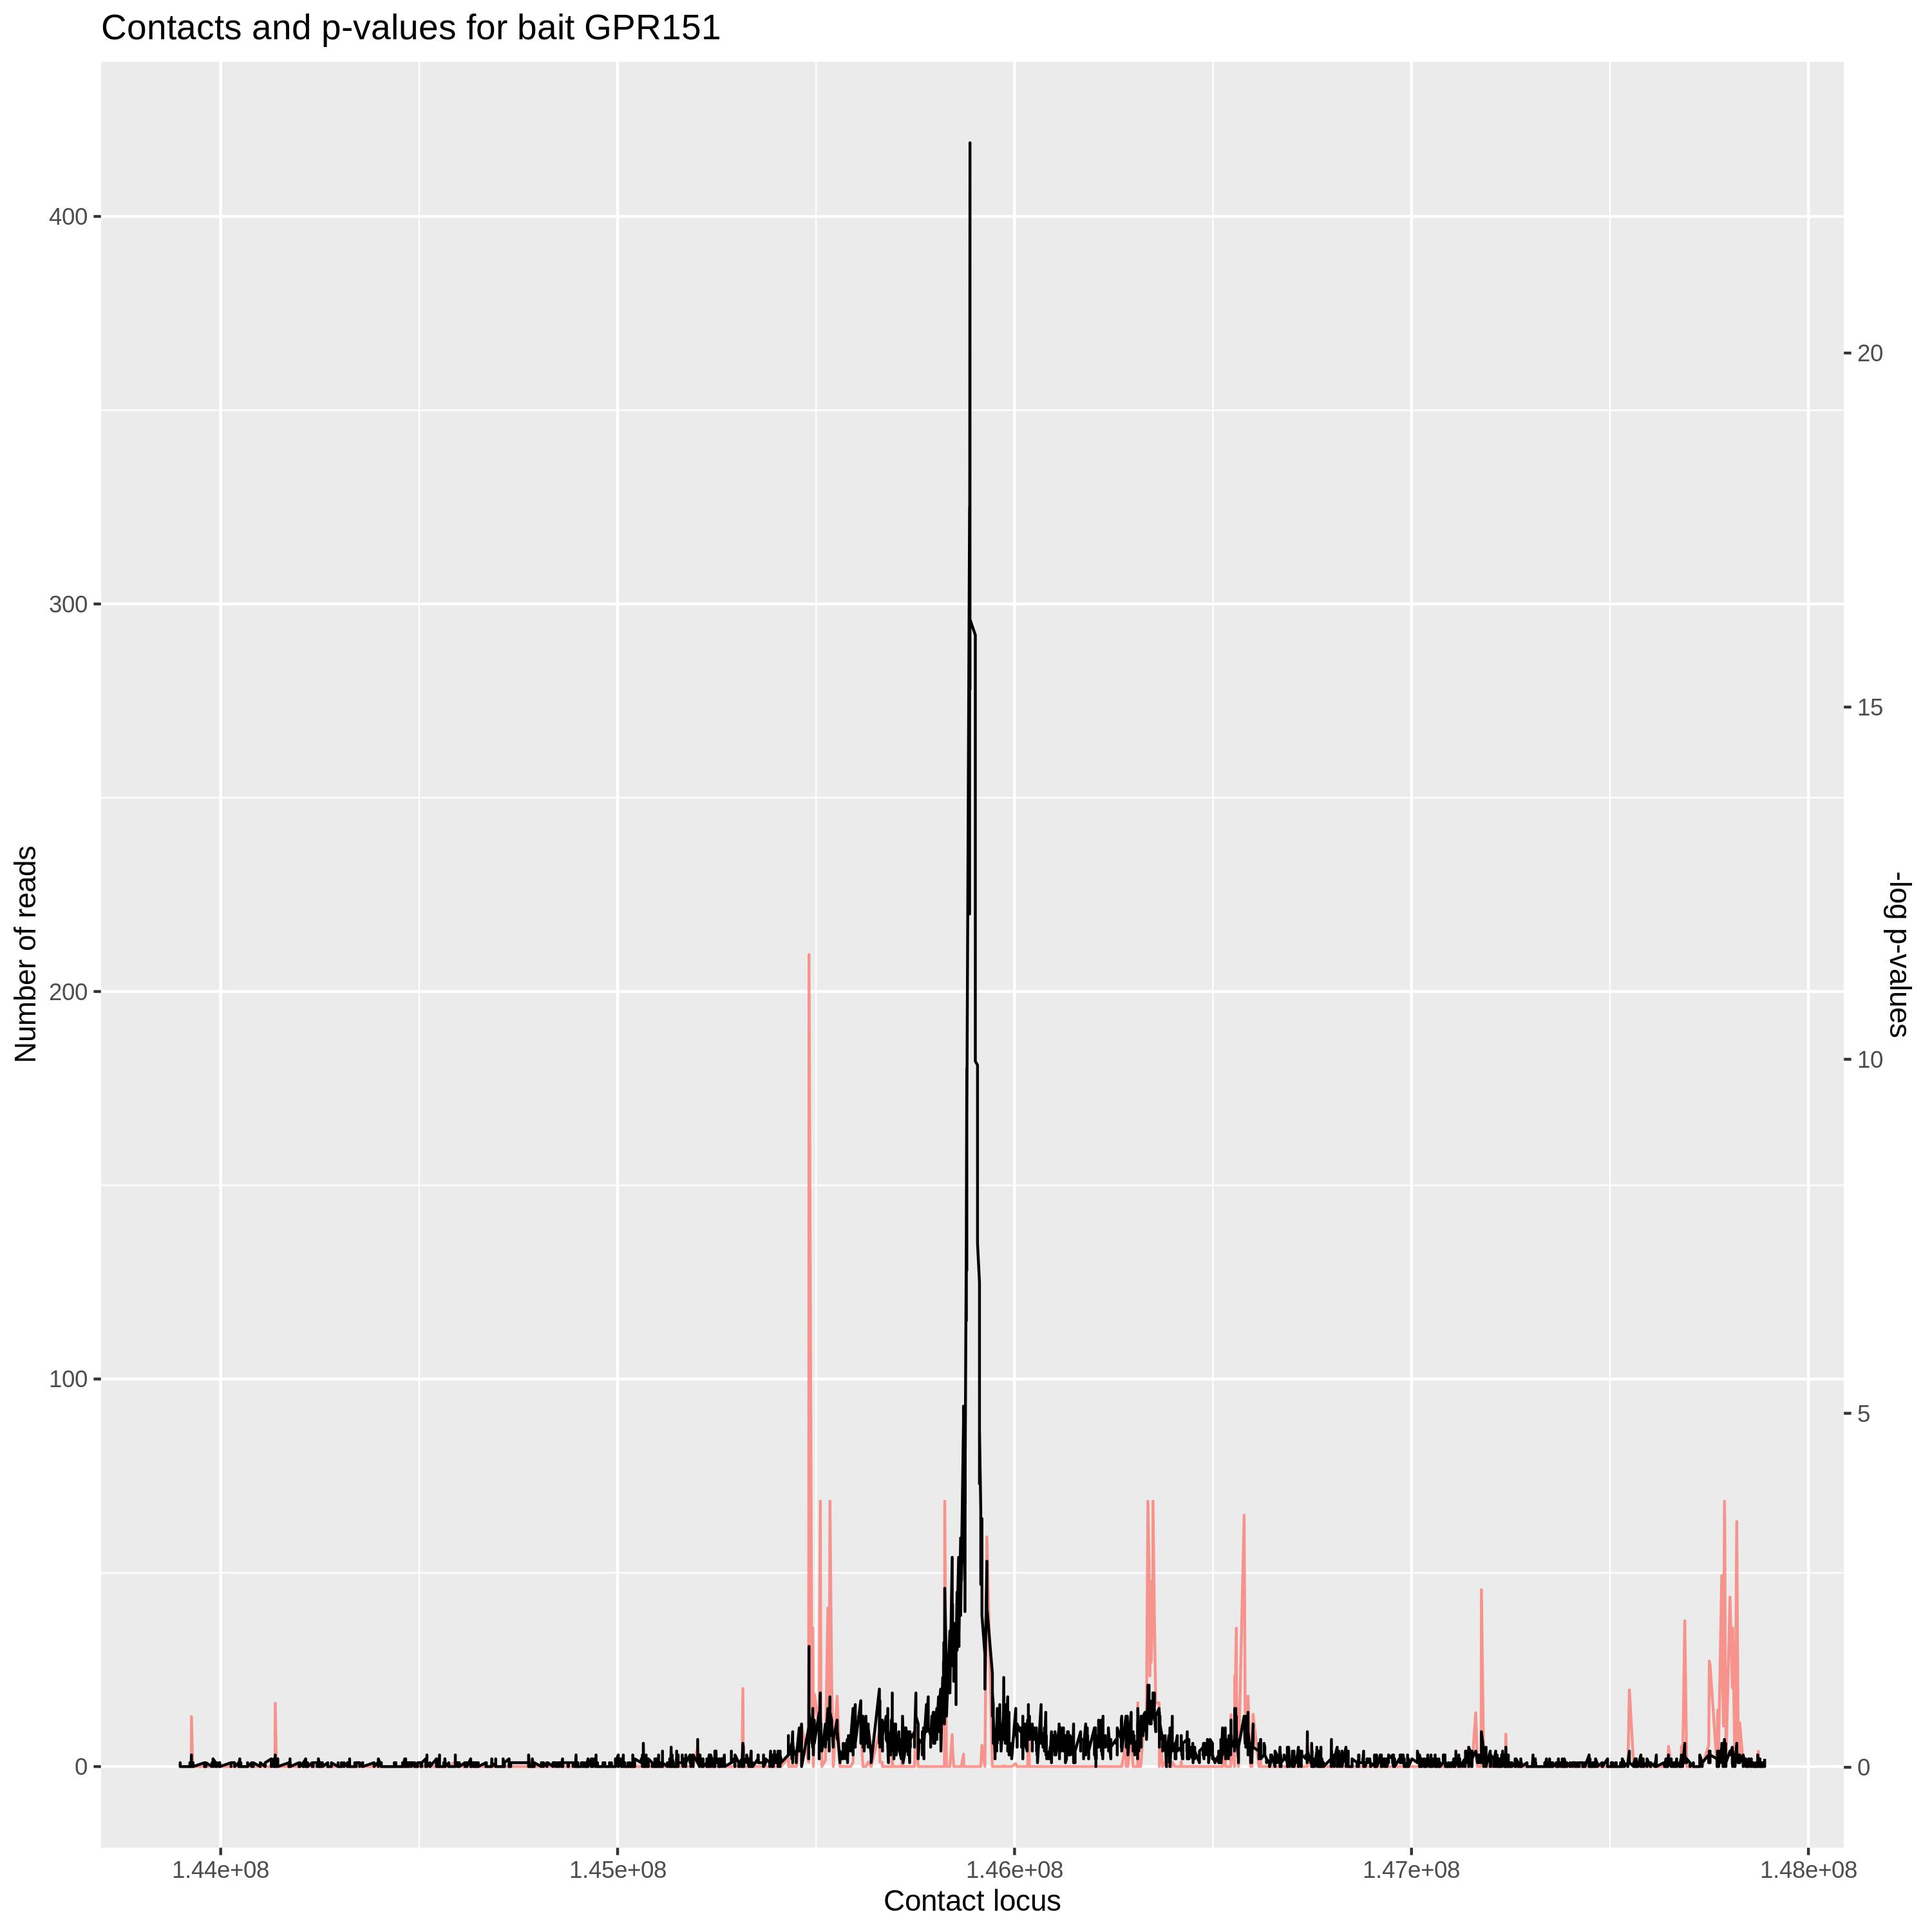 Contacts and p-values for bait GPR151
Number of reads
400
300
200
100
0
20
15
10
5
0
-log p-values
1.44e+08 1.45e+08 1.46e+08 1.47e+08 1.48e+08
Contact locus